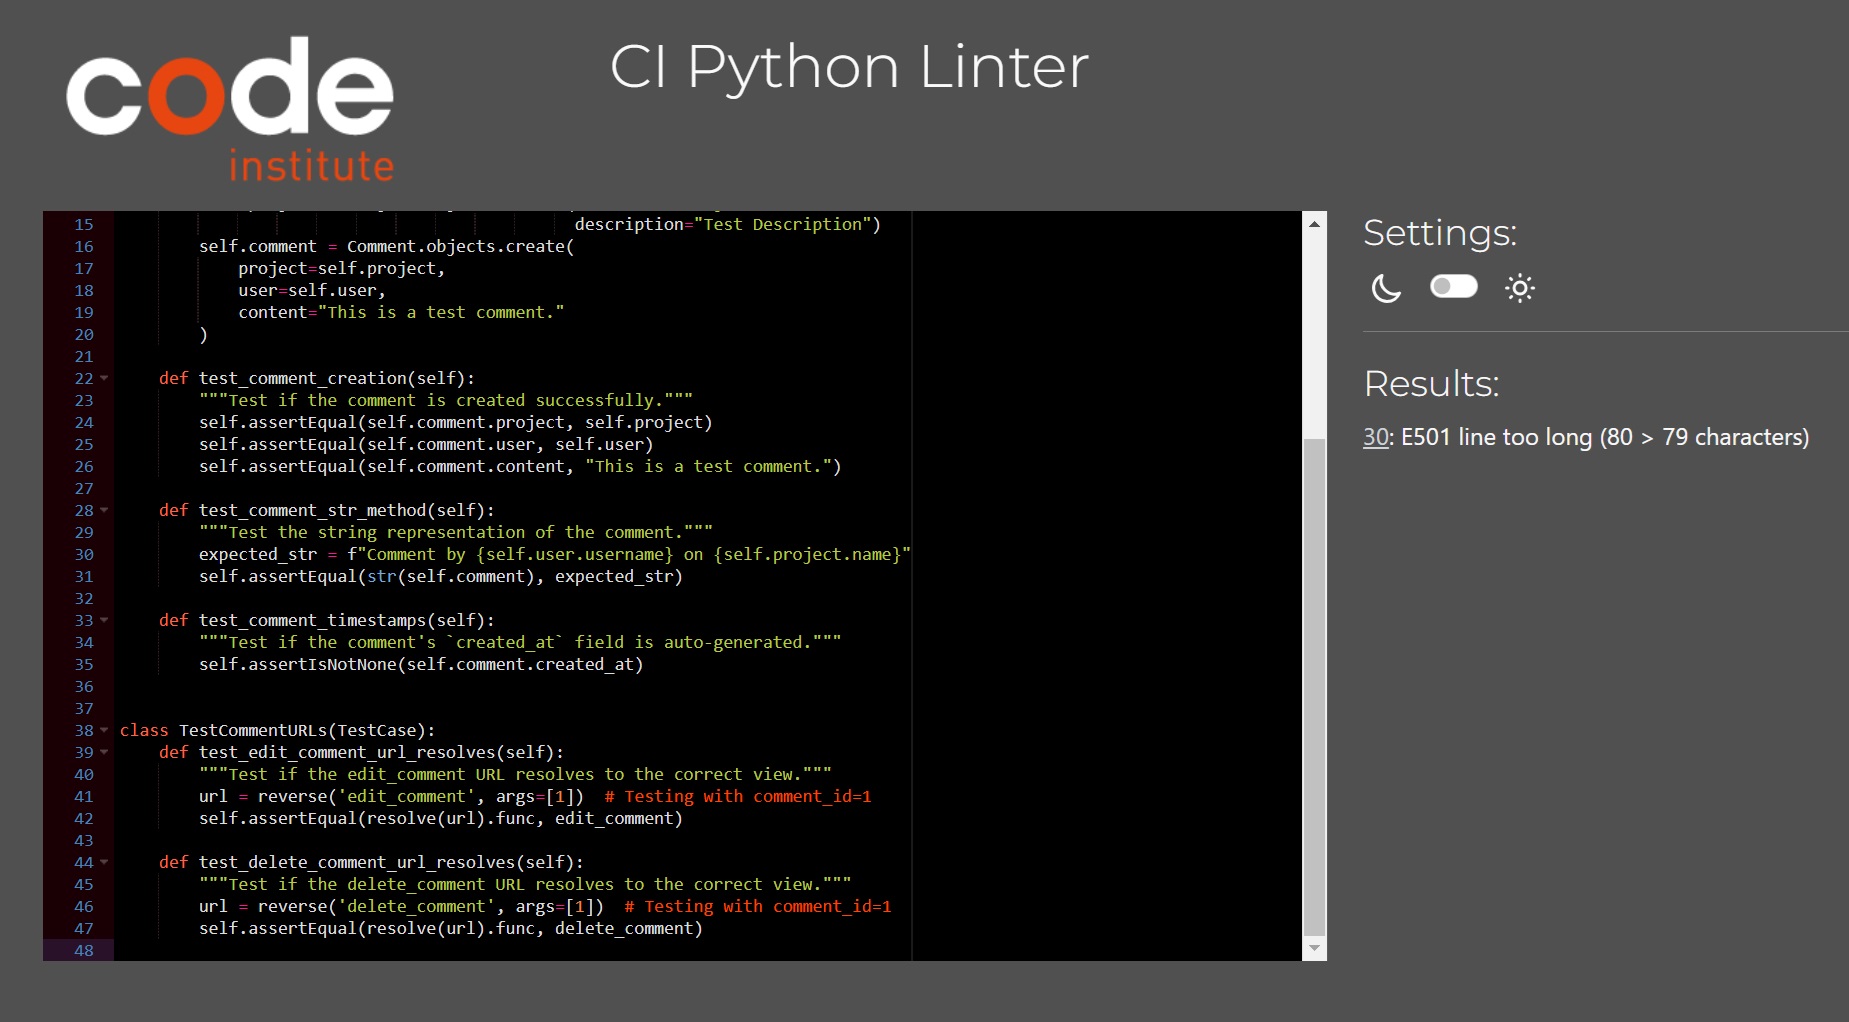 code
institute
CI Python Linter
15 description="Test Description")
16 self.comment = Comment.objects.create(
17 project=self.project,
18 user=self.user,
19 content="This is a test comment."
20 )
21
22 def test_comment_creation(self):
23 """Test if the comment is created successfully."""
24 self.assertEqual(self.comment.project, self.project)
25 self.assertEqual(self.comment.user, self.user)
26 self.assertEqual(self.comment.content, "This is a test comment.")
27
28 def test_comment_str_method(self):
29 """Test the string representation of the comment."""
30 expected_str = f"Comment by {self.user.username} on {self.project.name}"
31 self.assertEqual(str(self.comment), expected_str)
32
33 def test_comment_timestamps(self):
34 """Test if the comment's `created_at` field is auto-generated."""
35 self.assertIsNotNone(self.comment.created_at)
36
37
38 class TestCommentURLs(TestCase):
39 def test_edit_comment_url_resolves(self):
40 """Test if the edit_comment URL resolves to the correct view."""
41 url = reverse('edit_comment', args=[1])  # Testing with comment_id=1
42 self.assertEqual(resolve(url).func, edit_comment)
43
44 def test_delete_comment_url_resolves(self):
45 """Test if the delete_comment URL resolves to the correct view."""
46 url = reverse('delete_comment', args=[1])  # Testing with comment_id=1
47 self.assertEqual(resolve(url).func, delete_comment)
48
Settings:
Results:
30: E501 line too long (80 > 79 characters)